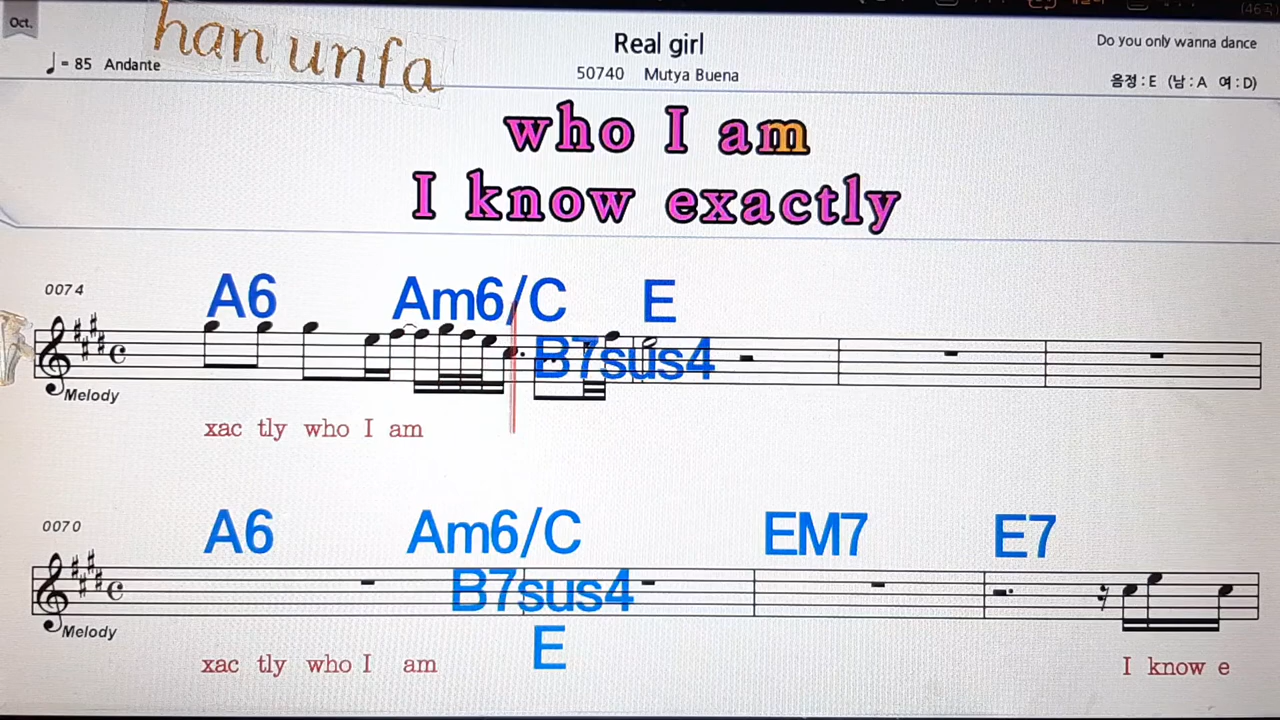 Oct.
han unfa
♩= 85 Andante
Real girl
50740 Mutya Buena
Do you only wanna dance
음정 : E (남 : A 여 : D)
who I am
I know exactly
0074
A6 Am6/C E
B7sus4
Melody
xac tly who I am
0070
A6 Am6/C EM7 E7
B7sus4
Melody
E
xac tly who I am I know e